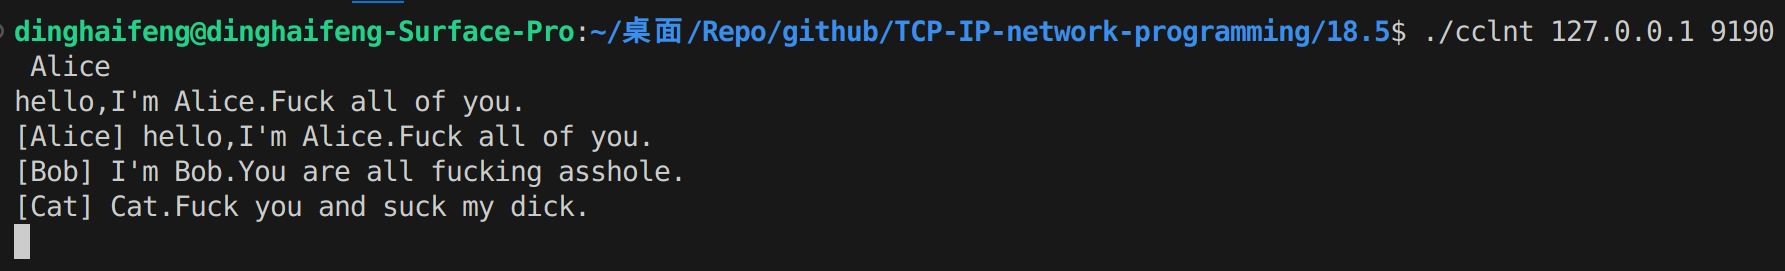 dinghaifeng@dinghaifeng-Surface-Pro:~/桌面/Repo/github/TCP-IP-network-programming/18.5$ ./cclnt 127.0.0.1 9190
Alice
hello,I'm Alice.Fuck all of you.
[Alice] hello,I'm Alice.Fuck all of you.
[Bob] I'm Bob.You are all fucking asshole.
[Cat] Cat.Fuck you and suck my dick.